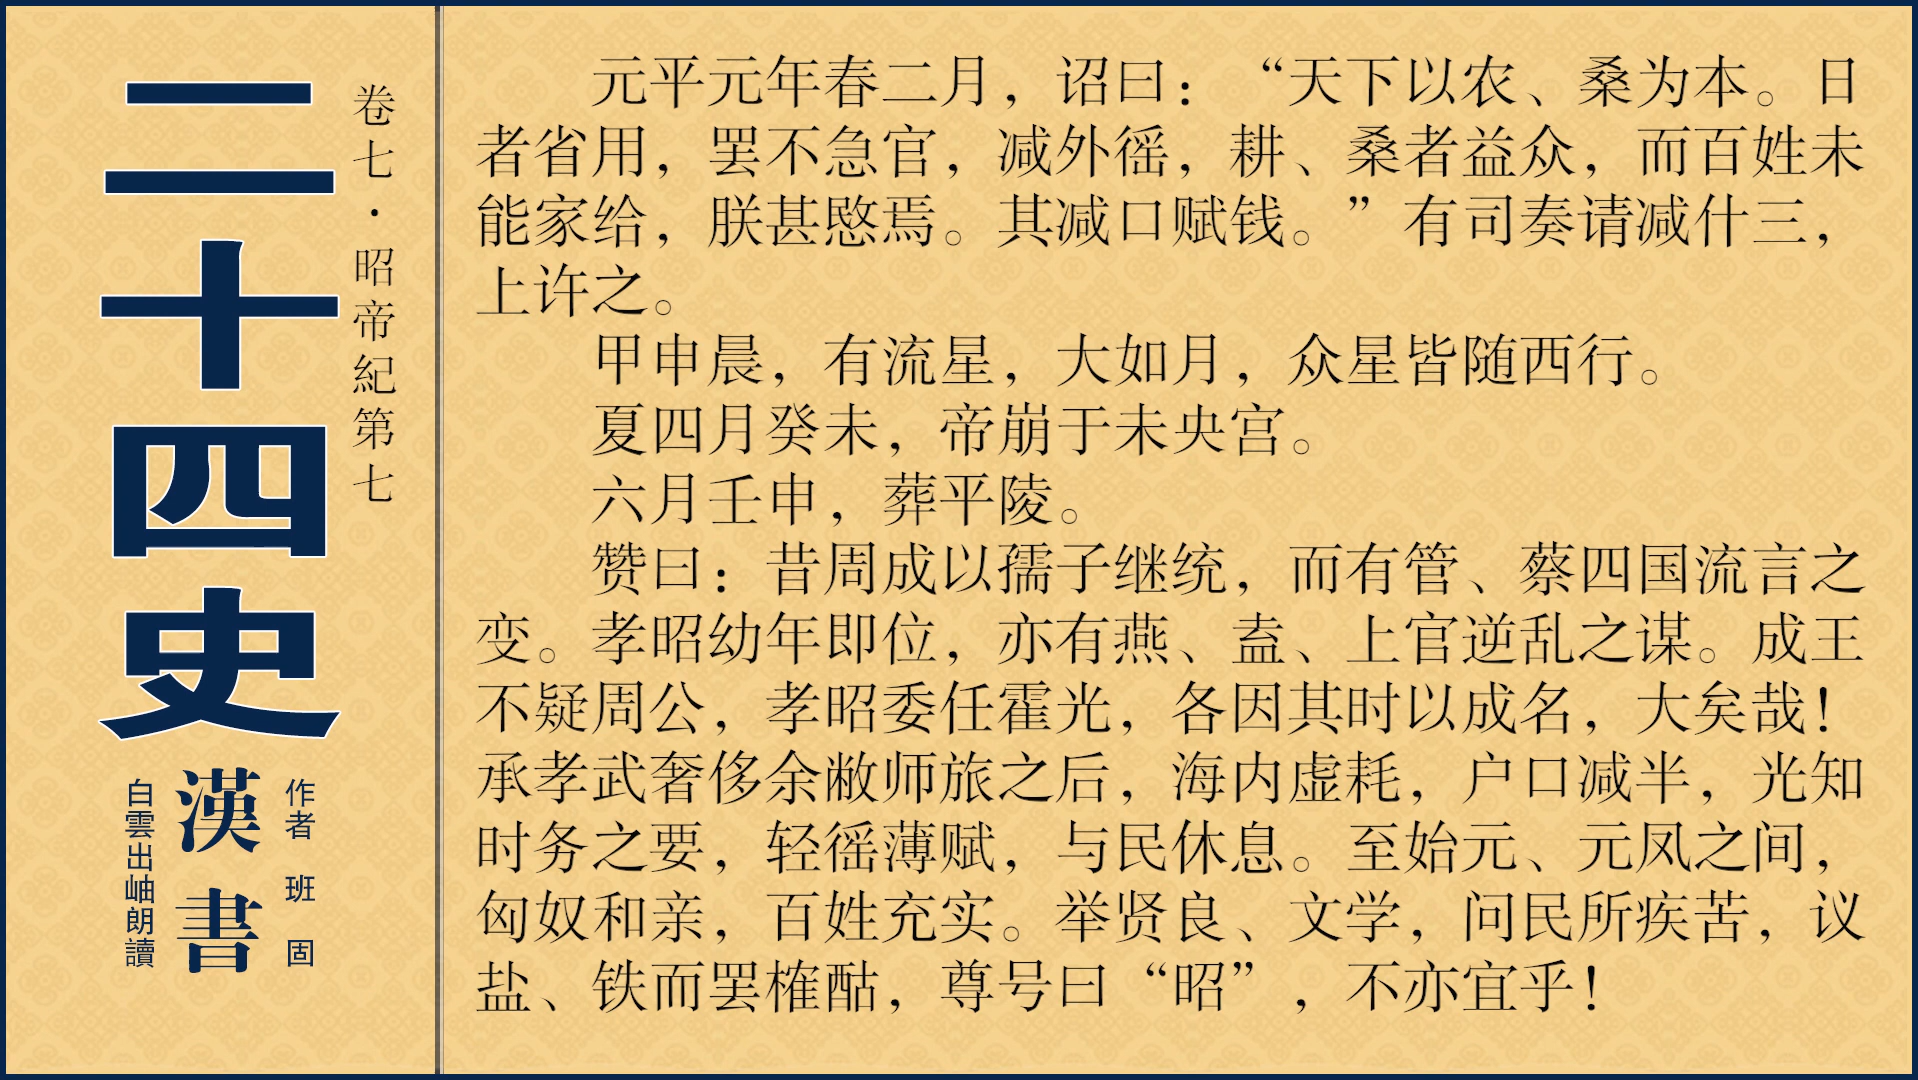 二十四史
卷七·昭帝紀第七
漢書
作者 班固
白雲出岫朗讀
元平元年春二月，诏曰：“天下以农、桑为本。日
者省用，罢不急官，减外徭，耕、桑者益众，而百姓未
能家给，朕甚愍焉。其减口赋钱。”有司奏请减什三，
上许之。
甲申晨，有流星，大如月，众星皆随西行。
夏四月癸未，帝崩于未央宫。
六月壬申，葬平陵。
赞曰：昔周成以孺子继统，而有管、蔡四国流言之
变。孝昭幼年即位，亦有燕、盍、上官逆乱之谋。成王
不疑周公，孝昭委任霍光，各因其时以成名，大矣哉！
承孝武奢侈余敝师旅之后，海内虚耗，户口减半，光知
时务之要，轻徭薄赋，与民休息。至始元、元凤之间，
匈奴和亲，百姓充实。举贤良、文学，问民所疾苦，议
盐、铁而罢榷酤，尊号曰“昭”，不亦宜乎！